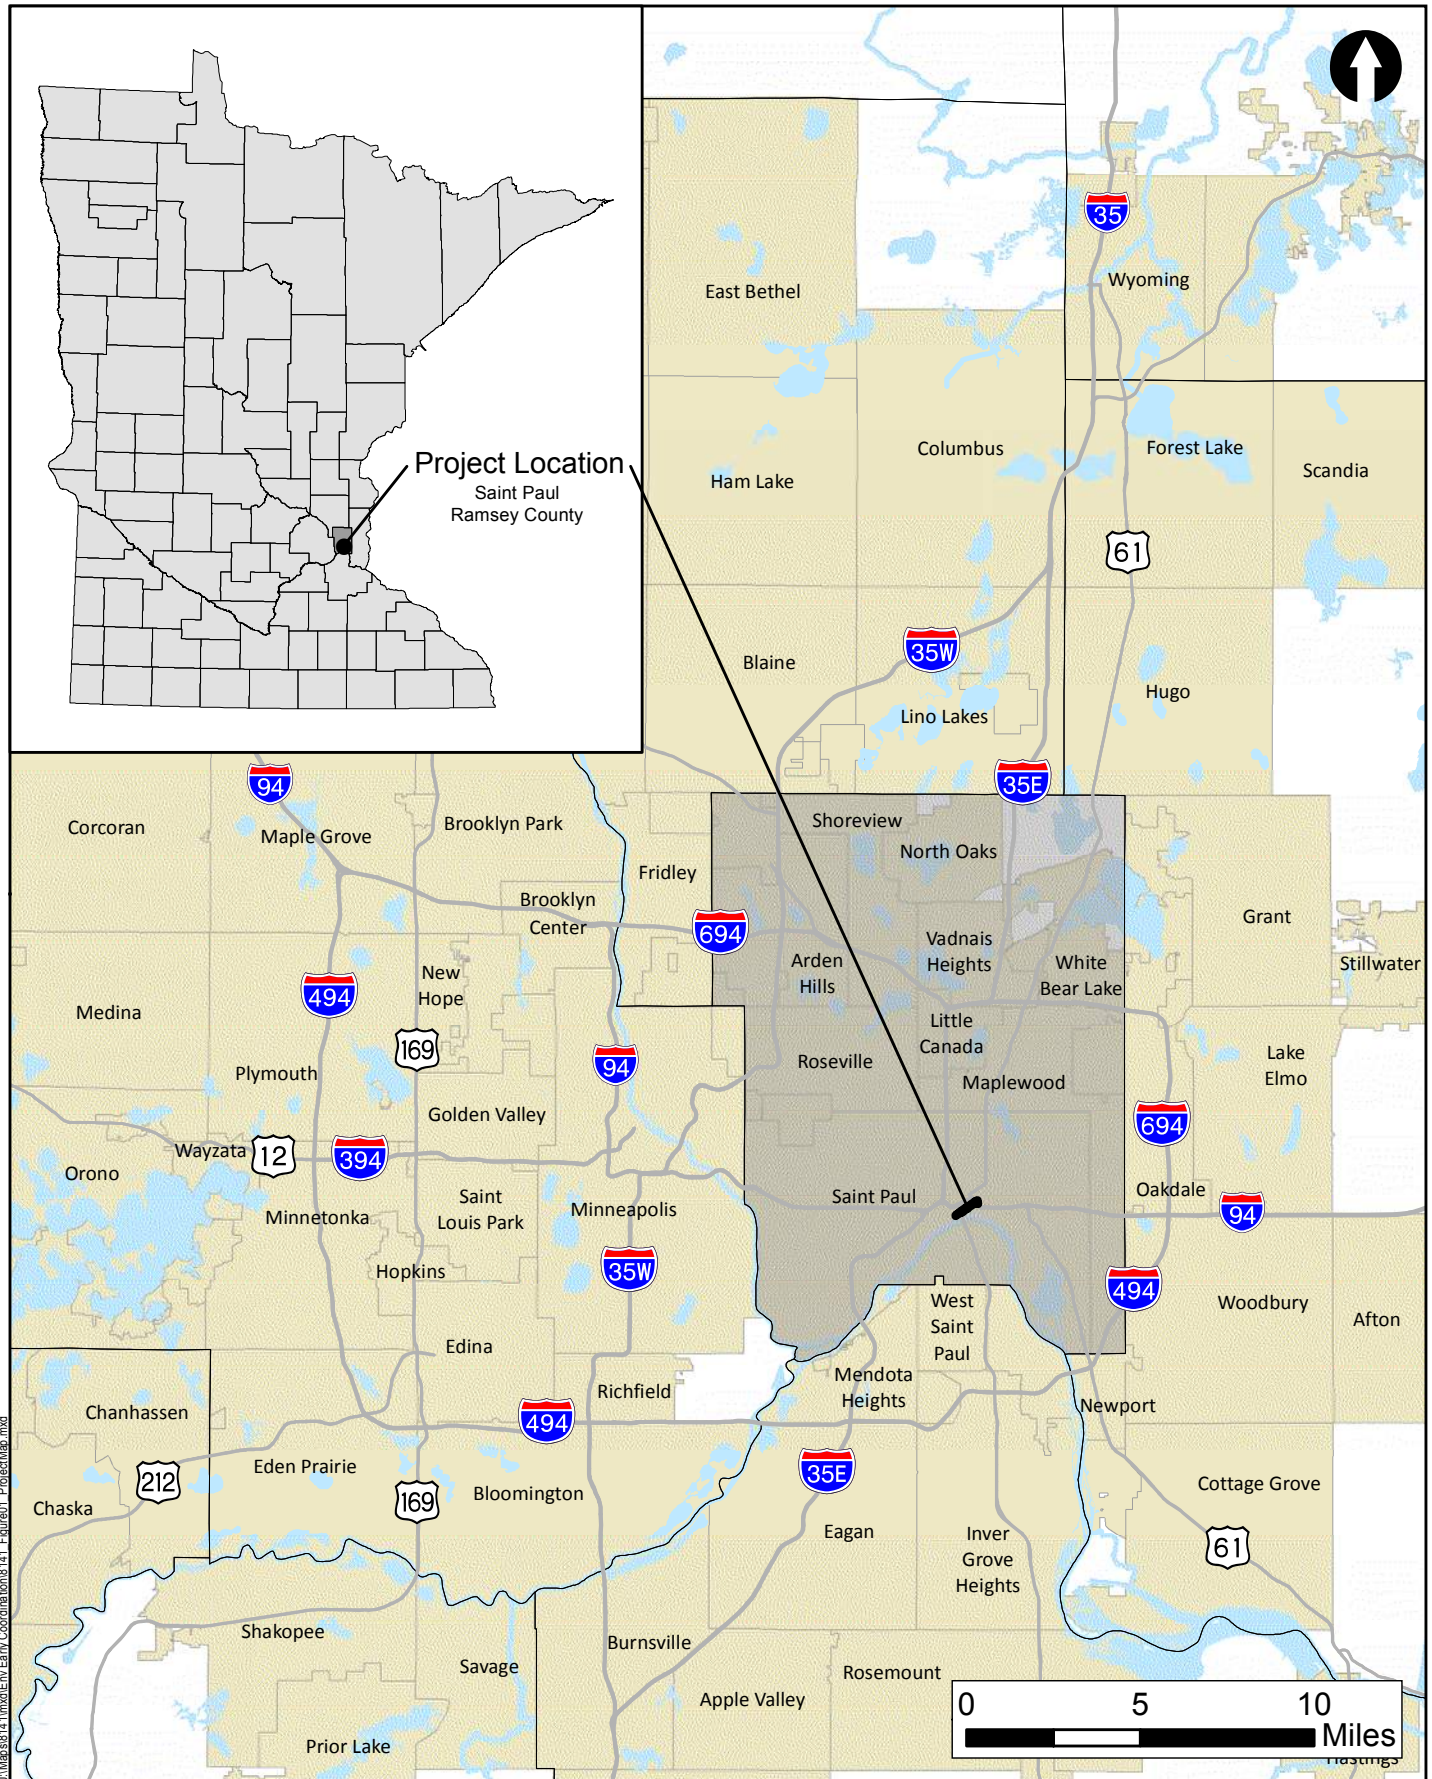 Project Location
Saint Paul
Ramsey County
35
Wyoming
East Bethel
Columbus
Forest Lake
Scandia
Ham Lake
61
35W
Blaine
Hugo
Lino Lakes
94
35E
Corcoran
Maple Grove
Brooklyn Park
Shoreview
North Oaks
Fridley
Brooklyn
Center
694
Grant
Vadnais
Heights
Arden
Hills
White
Bear Lake
Stillwater
New
Hope
494
Medina
Little
Canada
169
94
Roseville
Lake
Elmo
Plymouth
Maplewood
Golden Valley
694
Wayzata
12
394
Orono
Saint
Louis Park
Saint Paul
Oakdale
Minnetonka
Minneapolis
94
Hopkins
35W
494
West
Saint
Paul
Woodbury
Afton
Edina
Mendota
Heights
Richfield
Chanhassen
494
Newport
Eden Prairie
35E
212
169
Bloomington
Cottage Grove
Chaska
Eagan
Inver
Grove
Heights
61
Shakopee
Burnsville
Savage
Rosemount
Apple Valley
Prior Lake
0 5 10
Miles
Hastings